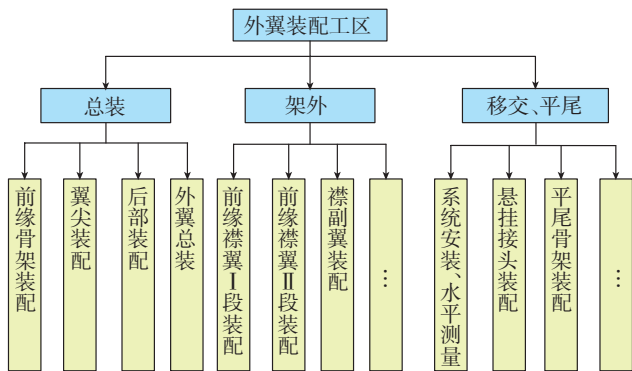 外翼装配工区
总装
架外
移交、平尾
前缘骨架装配
翼尖装配
后部装配
外翼总装
前缘襟翼Ⅰ段装配
前缘襟翼Ⅱ段装配
襟副翼装配
…
系统安装、水平测量
悬挂接头装配
平尾骨架装配
…